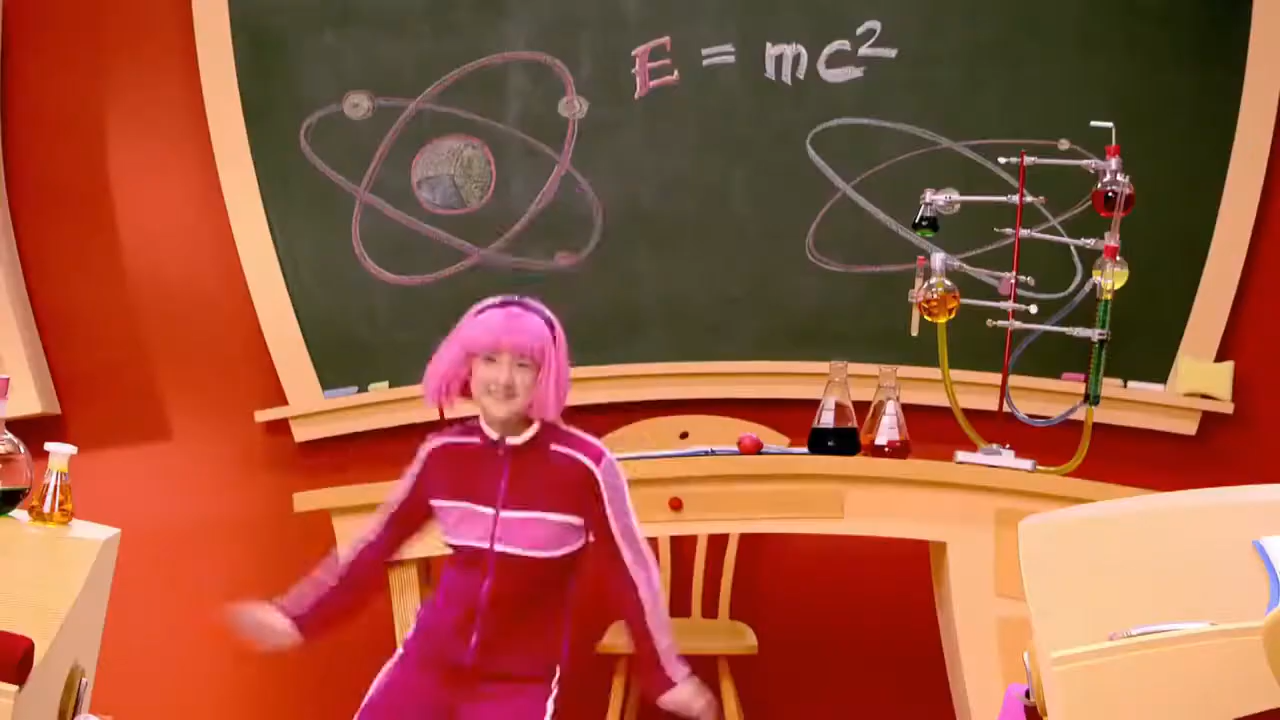 E = mc²